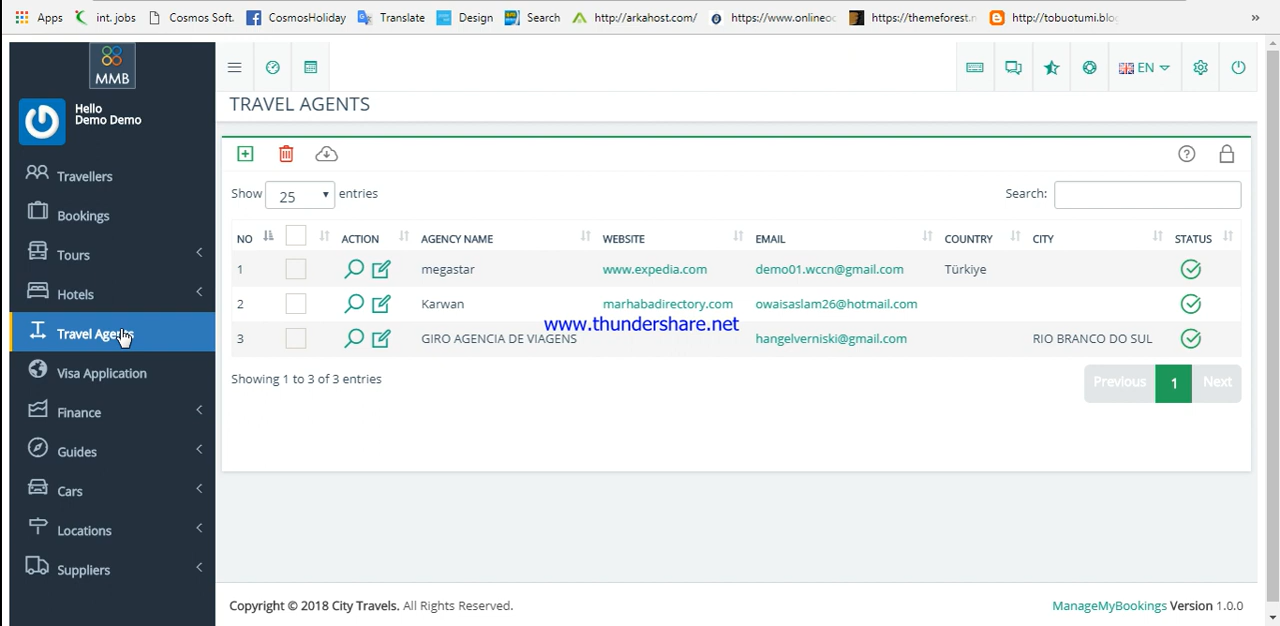 Apps int. jobs Cosmos Soft. CosmosHoliday Translate Design Search http://arkahost.com/ https://www.onlineoc https://themeforest.n http://tobuotumi.blo »
MMB
EN
Hello
Demo Demo
TRAVEL AGENTS
Travellers
Bookings
Tours
Hotels
Travel Agents
Visa Application
Finance
Guides
Cars
Locations
Suppliers
Show 25 entries Search:
NO ACTION AGENCY NAME WEBSITE EMAIL COUNTRY CITY STATUS
1 megastar www.expedia.com demo01.wccn@gmail.com Türkiye
2 Karwan marhabadirectory.com owaisaslam26@hotmail.com
www.thundershare.net
3 GIRO AGENCIA DE VIAGENS hangelverniski@gmail.com RIO BRANCO DO SUL
Showing 1 to 3 of 3 entries Previous 1 Next
Copyright © 2018 City Travels. All Rights Reserved. ManageMyBookings Version 1.0.0